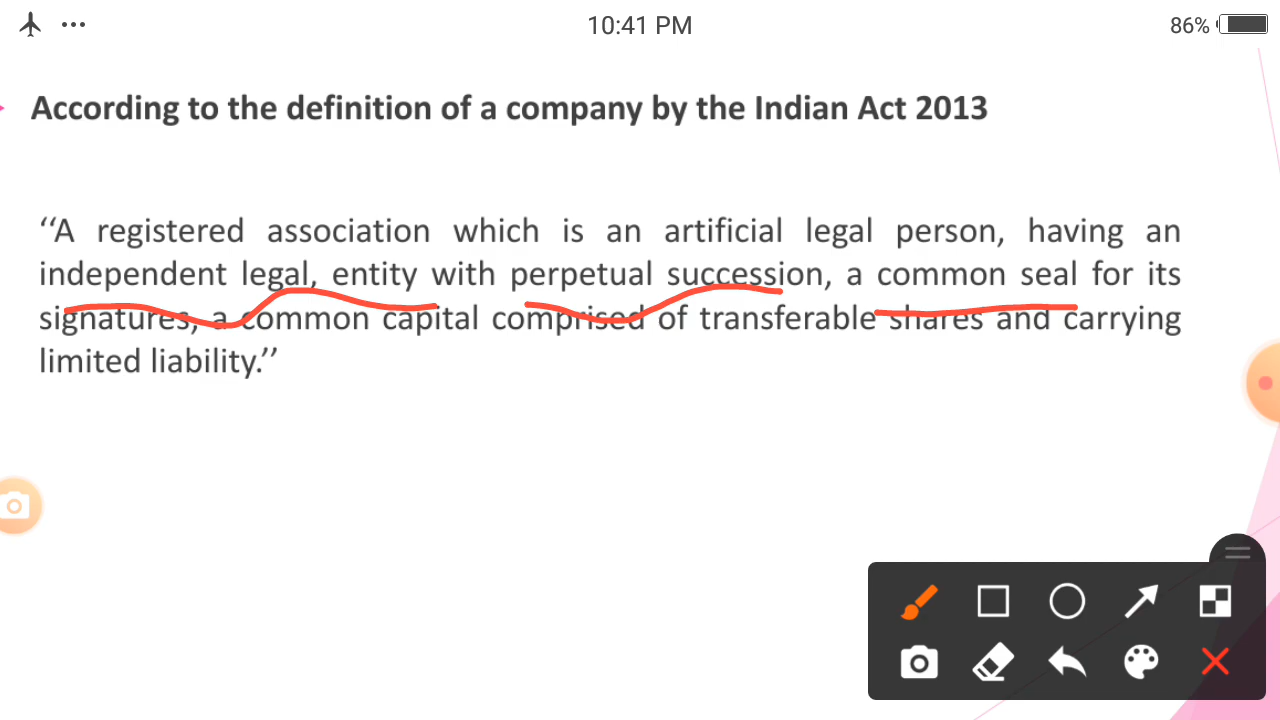 10:41 PM
86%
According to the definition of a company by the Indian Act 2013
‘‘A registered association which is an artificial legal person, having an
independent legal, entity with perpetual succession, a common seal for its
signatures, a common capital comprised of transferable shares and carrying
limited liability.’’